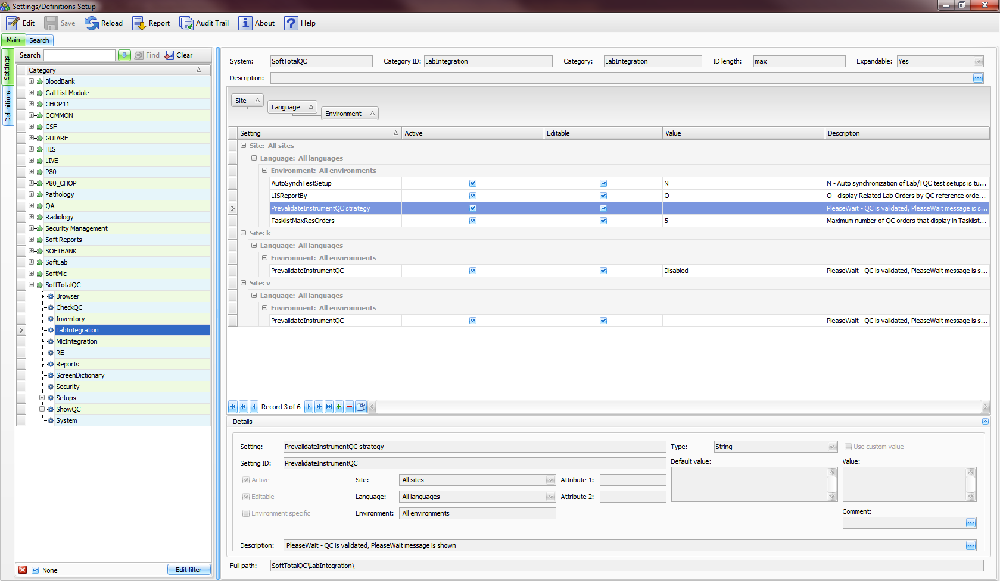 Settings/Definitions Setup
Edit Save Reload Report Audit Trail About Help
Main Search
Settings
Definitions
Search Find Clear
Category
BloodBank
Call List Module
CHOP11
COMMON
CSF
GUIARE
HIS
LIVE
P80
P80_CHOP
Pathology
QA
Radiology
Security Management
Soft Reports
SOFTBANK
SoftLab
SoftMic
SoftTotalQC
Browser
CheckQC
Inventory
LabIntegration
MicIntegration
RE
Reports
ScreenDictionary
Security
Setups
ShowQC
System
None Edit filter
System: SoftTotalQC Category ID: LabIntegration Category: LabIntegration ID length: max Expandable: Yes
Description:
Site
Language
Environment
Setting Active Editable Value Description
Site: All sites
Language: All languages
Environment: All environments
AutoSynchTestSetup N N - Auto synchronization of Lab/TQC test setups is tu...
LISReportBy O O - display Related Lab Orders by QC reference orde...
PrevalidateInstrumentQC strategy PleaseWait - QC is validated, PleaseWait message is s...
TasklistMaxResOrders 5 Maximum number of QC orders that display in Tasklist...
Site: k
Language: All languages
Environment: All environments
PrevalidateInstrumentQC Disabled PleaseWait - QC is validated, PleaseWait message is s...
Site: v
Language: All languages
Environment: All environments
PrevalidateInstrumentQC PleaseWait - QC is validated, PleaseWait message is s...
Record 3 of 6
Details
Setting: PrevalidateInstrumentQC strategy Type: String Use custom value
Setting ID: PrevalidateInstrumentQC Default value: Value:
Active Site: All sites Attribute 1:
Editable Language: All languages Attribute 2:
Environment specific Environment: All environments Comment:
Description: PleaseWait - QC is validated, PleaseWait message is shown
Full path: SoftTotalQC\LabIntegration\